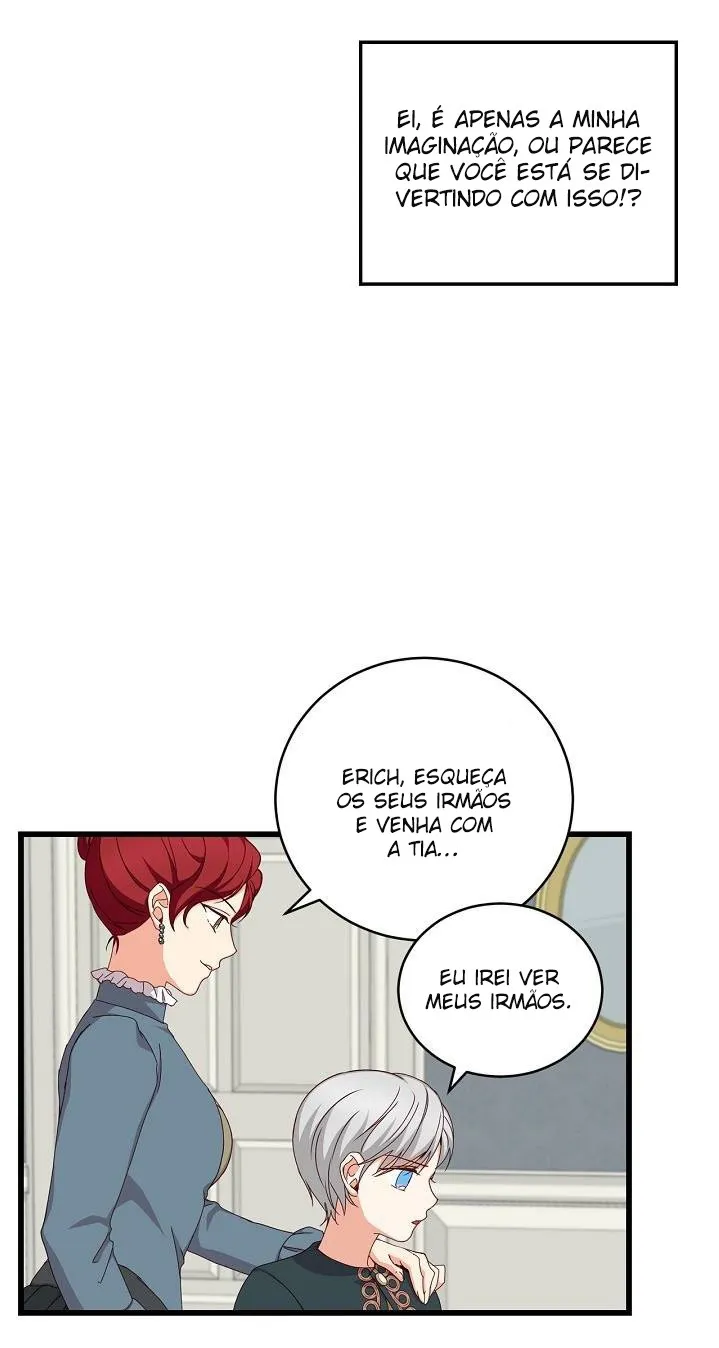 EI, É APENAS A MINHA
IMAGINAÇÃO, OU PARECE
QUE VOCÊ ESTÁ SE DI-
VERTINDO COM ISSO!?
ERICH, ESQUEÇA
OS SEUS IRMÃOS
E VENHA COM
A TIA...
EU IREI VER
MEUS IRMÃOS.